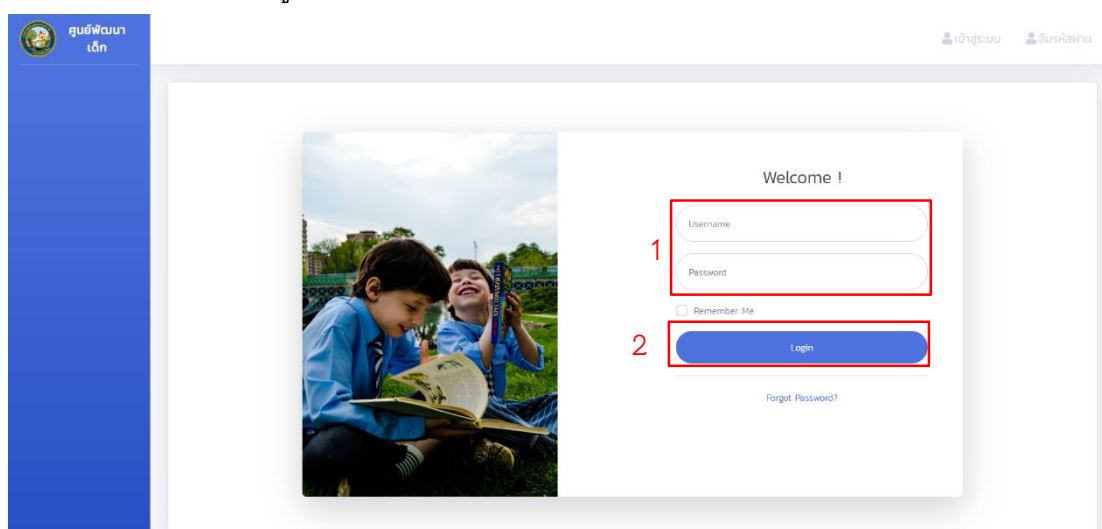 ศูนย์พัฒนา
เด็ก
เข้าสู่ระบบ ลืมรหัสผ่าน
Welcome !
Username
1
Password
Remember Me
2 Login
Forgot Password?